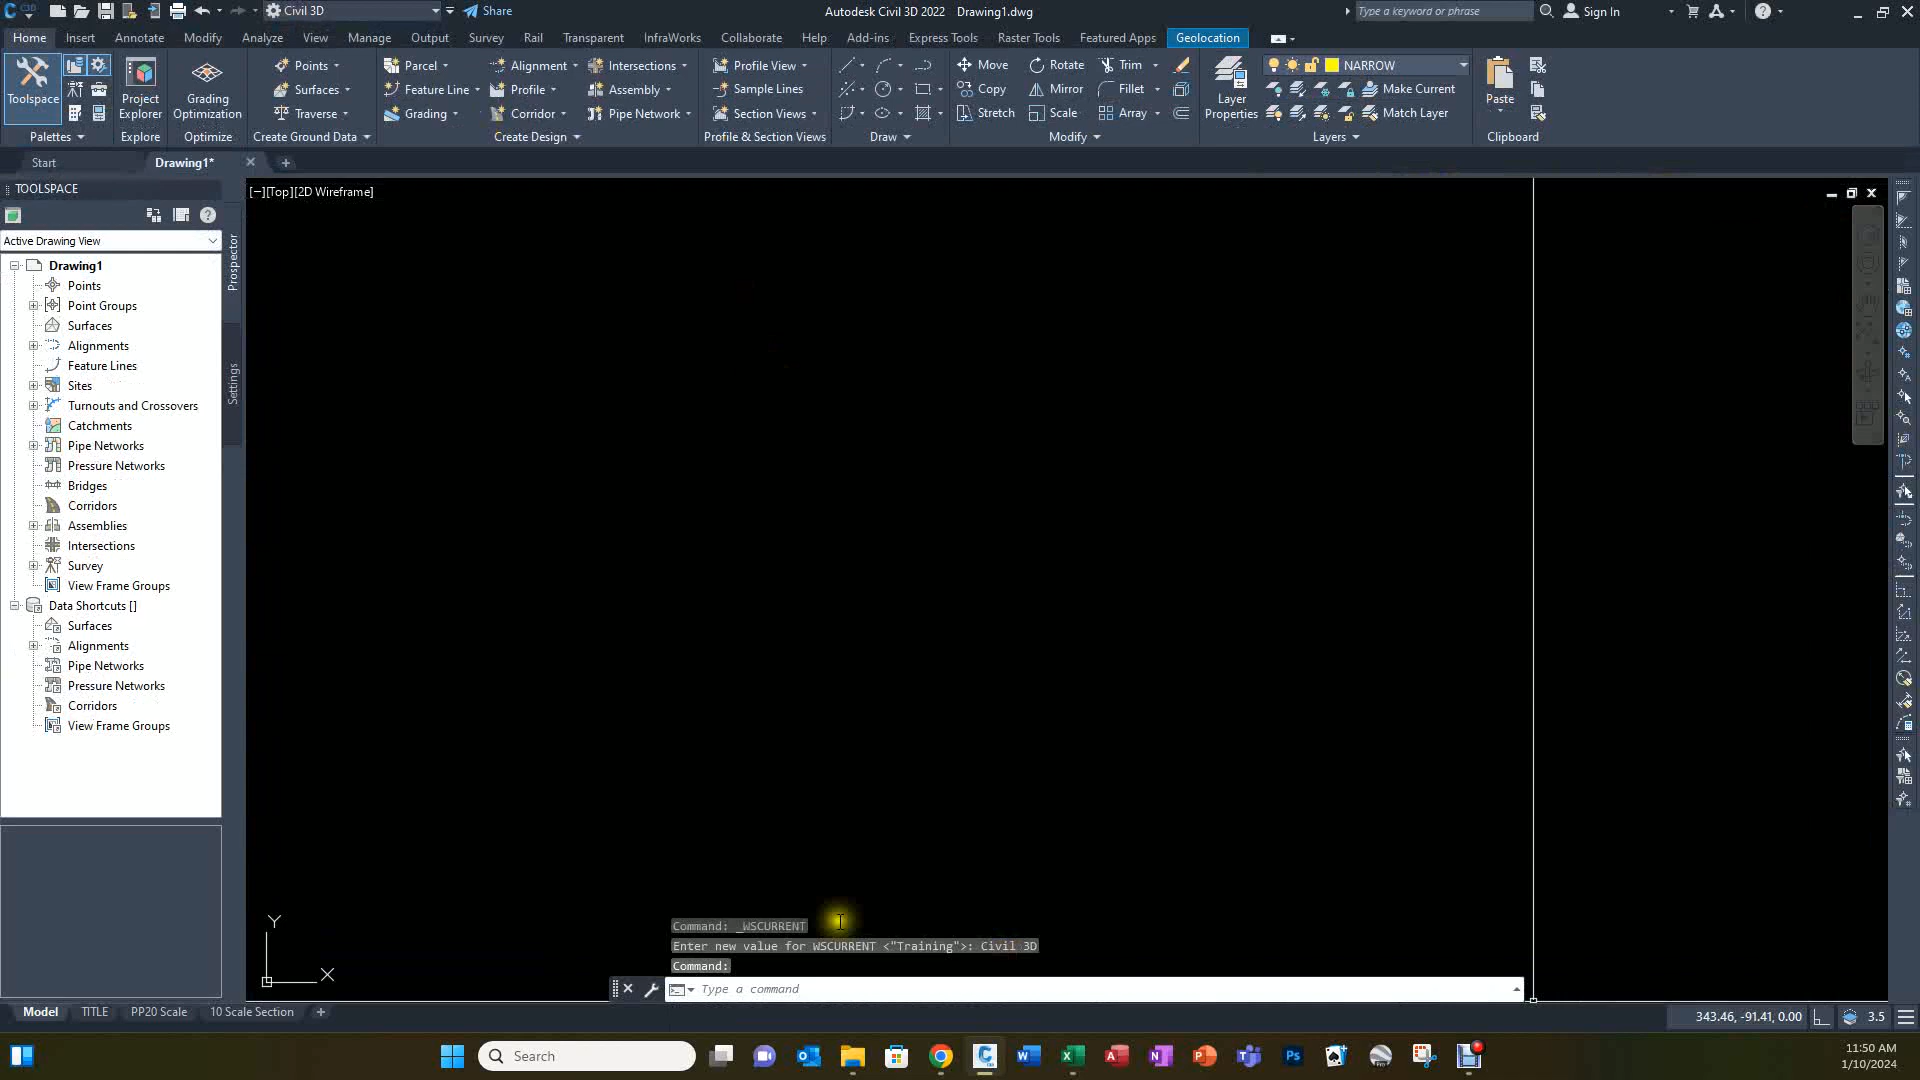 C3D Civil 3D Share Autodesk Civil 3D 2022 Drawing1.dwg Type a keyword or phrase Sign In
Home Insert Annotate Modify Analyze View Manage Output Survey Rail Transparent InfraWorks Collaborate Help Add-ins Express Tools Raster Tools Featured Apps Geolocation
Points Parcel Alignment Intersections Profile View Move Rotate Trim NARROW
Toolspace Project Explorer Grading Optimization Surfaces Feature Line Profile Assembly Sample Lines Copy Mirror Fillet Layer Properties Make Current Paste
Traverse Grading Corridor Pipe Network Section Views Stretch Scale Array Match Layer
Palettes Explore Optimize Create Ground Data Create Design Profile & Section Views Draw Modify Layers Clipboard
Start Drawing1*
TOOLSPACE
[−][Top][2D Wireframe]
Active Drawing View
Prospector
Settings
Drawing1
Points
Point Groups
Surfaces
Alignments
Feature Lines
Sites
Turnouts and Crossovers
Catchments
Pipe Networks
Pressure Networks
Bridges
Corridors
Assemblies
Intersections
Survey
View Frame Groups
Data Shortcuts []
Surfaces
Alignments
Pipe Networks
Pressure Networks
Corridors
View Frame Groups
Y
X
Command: _WSCURRENT
Enter new value for WSCURRENT <"Training">: Civil 3D
Command:
Type a command
Model TITLE PP20 Scale 10 Scale Section 343.46, -91.41, 0.00 3.5
Search
11:50 AM
1/10/2024